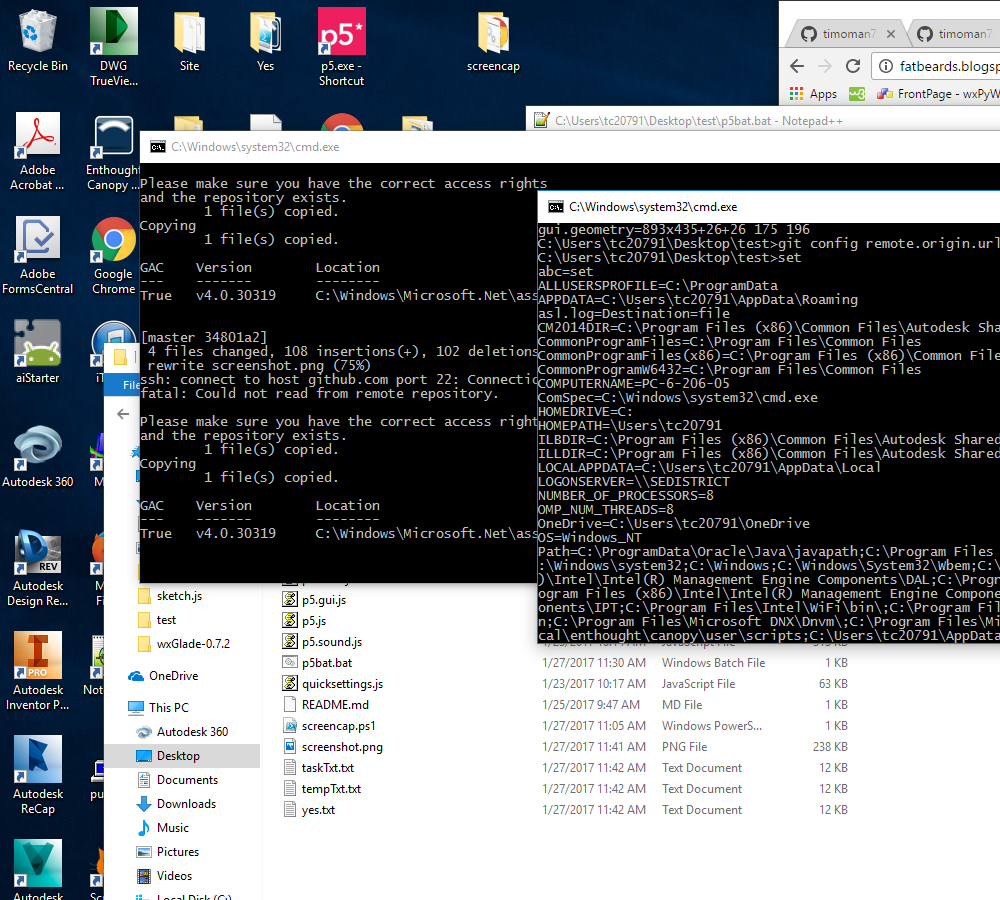 Recycle Bin
DWG
TrueVie...
Site
Yes
p5*
p5.exe -
Shortcut
screencap
timoman7
timoman7
fatbeards.blogsp
Apps
FrontPage - wxPyW
C:\Users\tc20791\Desktop\test\p5bat.bat - Notepad++
Adobe
Acrobat ...
Enthought
Canopy ...
Adobe
FormsCentral
Google
Chrome
aiStarter
Autodesk 360
REV
Autodesk
Design Re...
PRO
Autodesk
Inventor P...
Autodesk
ReCap
Autodesk
C:\Windows\system32\cmd.exe
Please make sure you have the correct access rights
and the repository exists.
1 file(s) copied.
Copying
1 file(s) copied.
GAC Version Location
--- ------- --------
True v4.0.30319 C:\Windows\Microsoft.Net\ass
[master 34801a2]
4 files changed, 108 insertions(+), 102 deletions
rewrite screenshot.png (75%)
ssh: connect to host github.com port 22: Connectio
fatal: Could not read from remote repository.
Please make sure you have the correct access right
and the repository exists.
1 file(s) copied.
Copying
1 file(s) copied.
GAC Version Location
--- ------- --------
True v4.0.30319 C:\Windows\Microsoft.Net\ass
C:\Windows\system32\cmd.exe
gui.geometry=893x435+26+26 175 196
C:\Users\tc20791\Desktop\test>git config remote.origin.url
C:\Users\tc20791\Desktop\test>set
abc=set
ALLUSERSPROFILE=C:\ProgramData
APPDATA=C:\Users\tc20791\AppData\Roaming
asl.log=Destination=file
CM2014DIR=C:\Program Files (x86)\Common Files\Autodesk Sha
CommonProgramFiles=C:\Program Files\Common Files
CommonProgramFiles(x86)=C:\Program Files (x86)\Common File
CommonProgramW6432=C:\Program Files\Common Files
COMPUTERNAME=PC-6-206-05
ComSpec=C:\Windows\system32\cmd.exe
HOMEDRIVE=C:
HOMEPATH=\Users\tc20791
ILBDIR=C:\Program Files (x86)\Common Files\Autodesk Shared
ILLDIR=C:\Program Files (x86)\Common Files\Autodesk Shared
LOCALAPPDATA=C:\Users\tc20791\AppData\Local
LOGONSERVER=\\SEDISTRICT
NUMBER_OF_PROCESSORS=8
OMP_NUM_THREADS=8
OneDrive=C:\Users\tc20791\OneDrive
OS=Windows_NT
Path=C:\ProgramData\Oracle\Java\javapath;C:\Program Files
:\Windows\system;C:\Windows;C:\Windows\System32\Wbem;C:\
)\Intel\Intel(R) Management Engine Components\DAL;C:\Prog
ogram Files (x86)\Intel\Intel(R) Management Engine Compone
onents\IPT;C:\Program Files\Intel\WiFi\bin\;C:\Program Fil
n;C:\Program Files\Microsoft DNX\Dnvm\;C:\Program Files\Mi
cal\enthought\canopy\user\scripts;C:\Users\tc20791\AppData
File
sketch.js
test
wxGlade-0.7.2
OneDrive
This PC
Autodesk 360
Desktop
Documents
Downloads
Music
Pictures
Videos
Local Disk (C:)
p5.gui.js
p5.js
p5.sound.js
p5bat.bat 1/27/2017 11:30 AM Windows Batch File 1 KB
quicksettings.js 1/23/2017 10:17 AM JavaScript File 63 KB
README.md 1/25/2017 9:47 AM MD File 1 KB
screencap.ps1 1/27/2017 11:05 AM Windows PowerS... 1 KB
screenshot.png 1/27/2017 11:41 AM PNG File 238 KB
taskTxt.txt 1/27/2017 11:42 AM Text Document 12 KB
tempTxt.txt 1/27/2017 11:42 AM Text Document 12 KB
yes.txt 1/27/2017 11:42 AM Text Document 12 KB